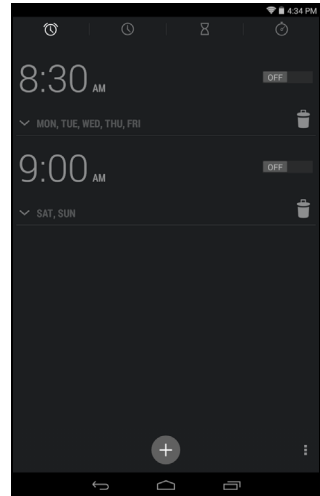 4:34 PM
8:30 AM
OFF
MON, TUE, WED, THU, FRI
9:00 AM
OFF
SAT, SUN